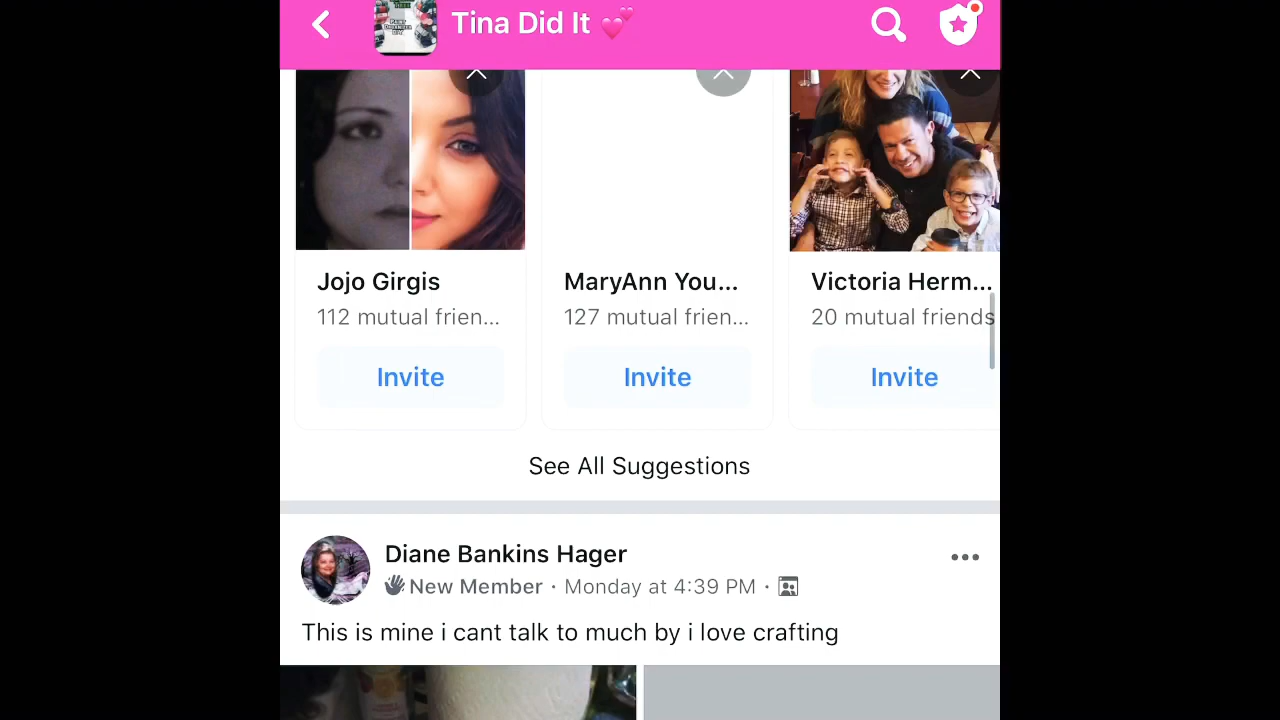 Tina Did It 💕
Jojo Girgis
MaryAnn You...
Victoria Herm...
112 mutual frien...
127 mutual frien...
20 mutual friends
Invite
Invite
Invite
See All Suggestions
Diane Bankins Hager
👋 New Member · Monday at 4:39 PM ·
This is mine i cant talk to much by i love crafting